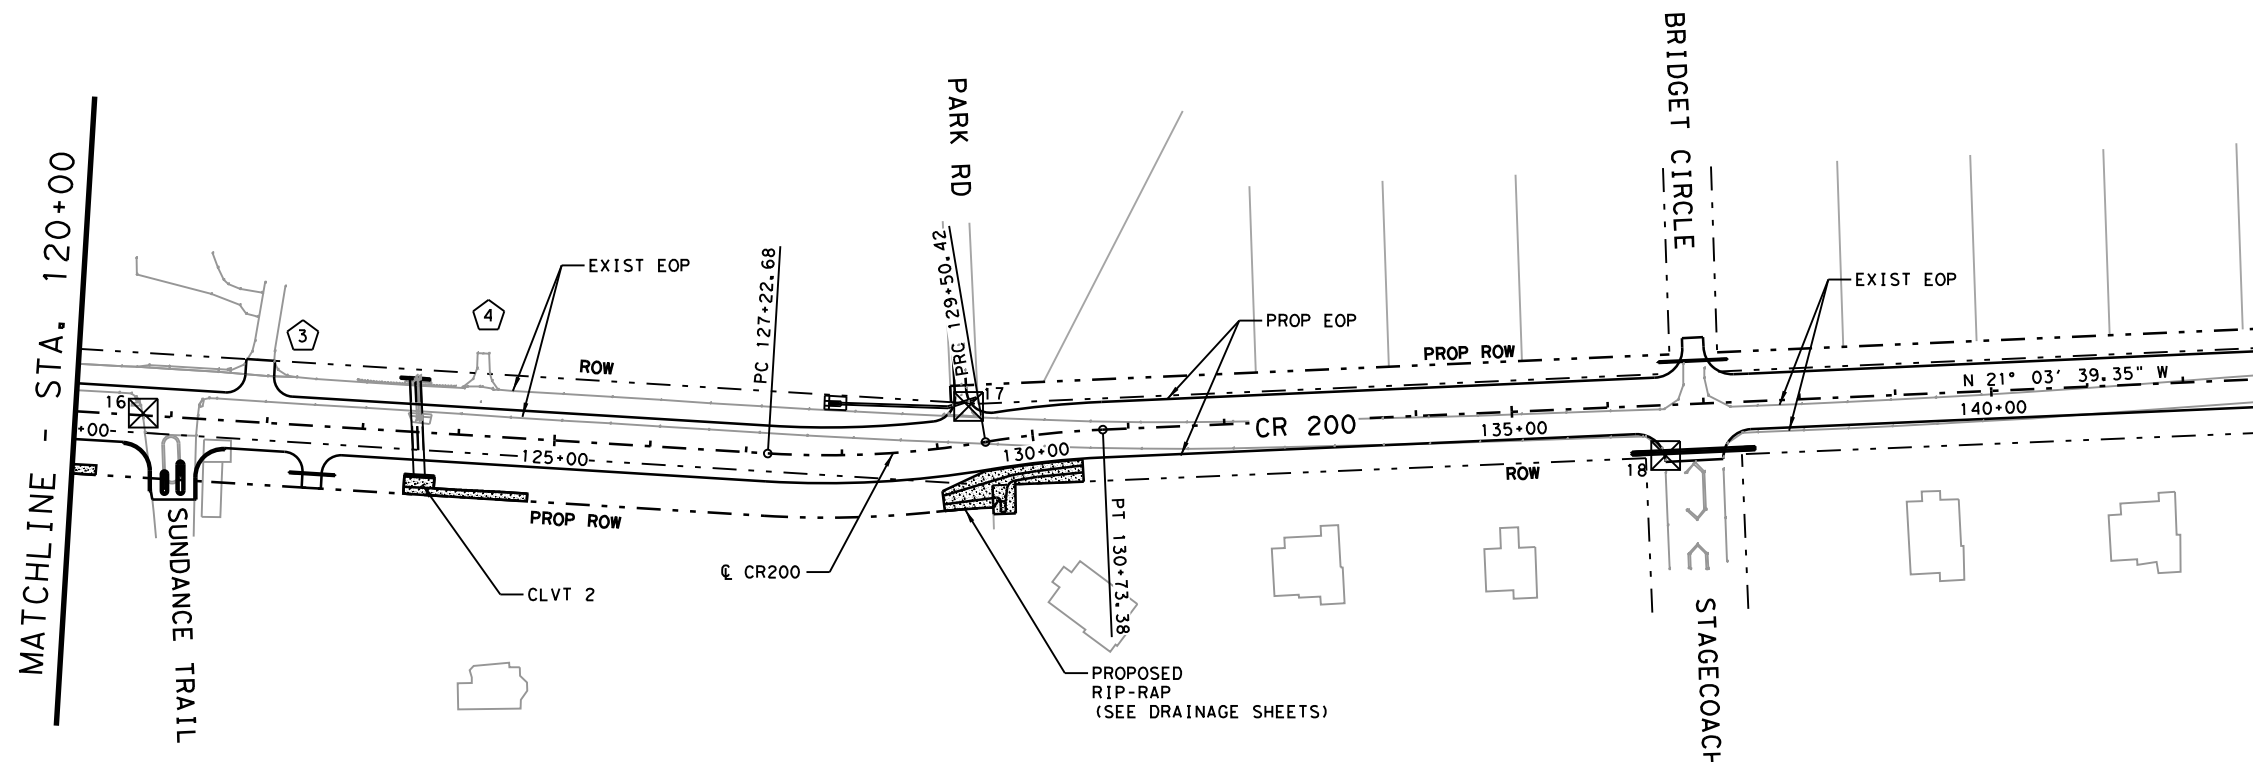 MATCHLINE - STA. 120+00
16
+00
SUNDANCE TRAIL
3
4
EXIST EOP
ROW
125+00
PROP ROW
CLVT 2
PC 127+22.68
℄ CR200
PARK RD
PRC 129+50.42
17
130+00
PT 130+73.38
PROPOSED
RIP-RAP
(SEE DRAINAGE SHEETS)
PROP EOP
CR 200
PROP ROW
135+00
ROW
BRIDGET CIRCLE
18
STAGECOACH
EXIST EOP
N 21° 03' 39.35" W
140+00